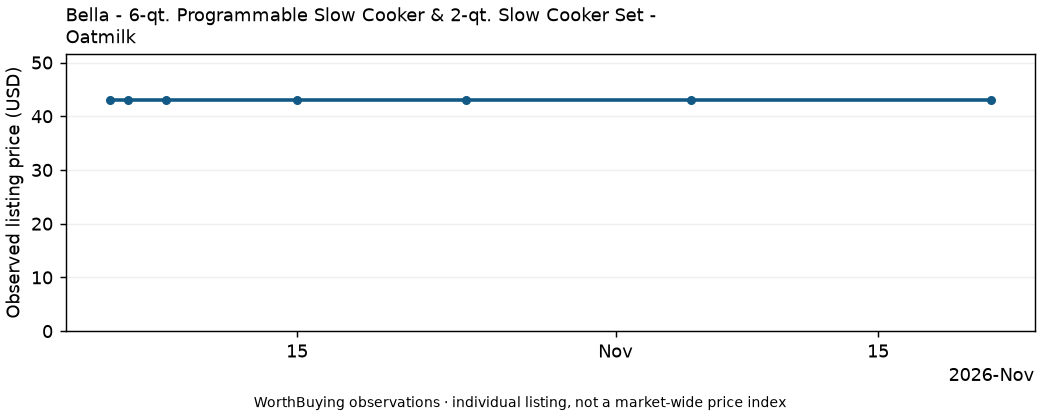 Bella - 6-qt. Programmable Slow Cooker & 2-qt. Slow Cooker Set -
Oatmilk
Observed listing price (USD)
50
40
30
20
10
0
15
Nov
15
2026-Nov
WorthBuying observations · individual listing, not a market-wide price index